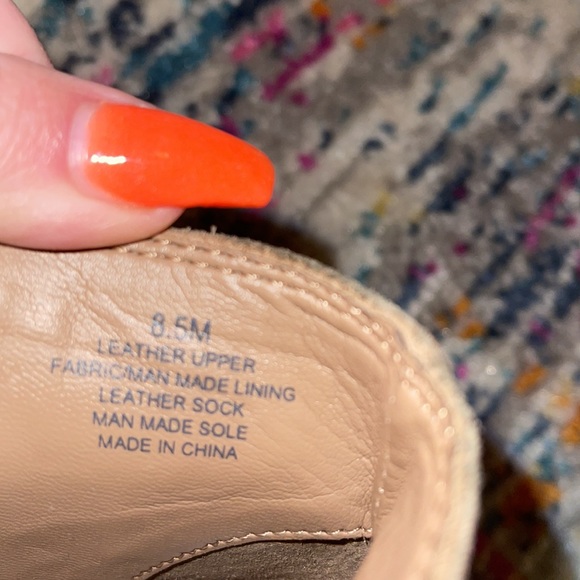 8.5M
LEATHER UPPER
FABRIC/MAN MADE LINING
LEATHER SOCK
MAN MADE SOLE
MADE IN CHINA